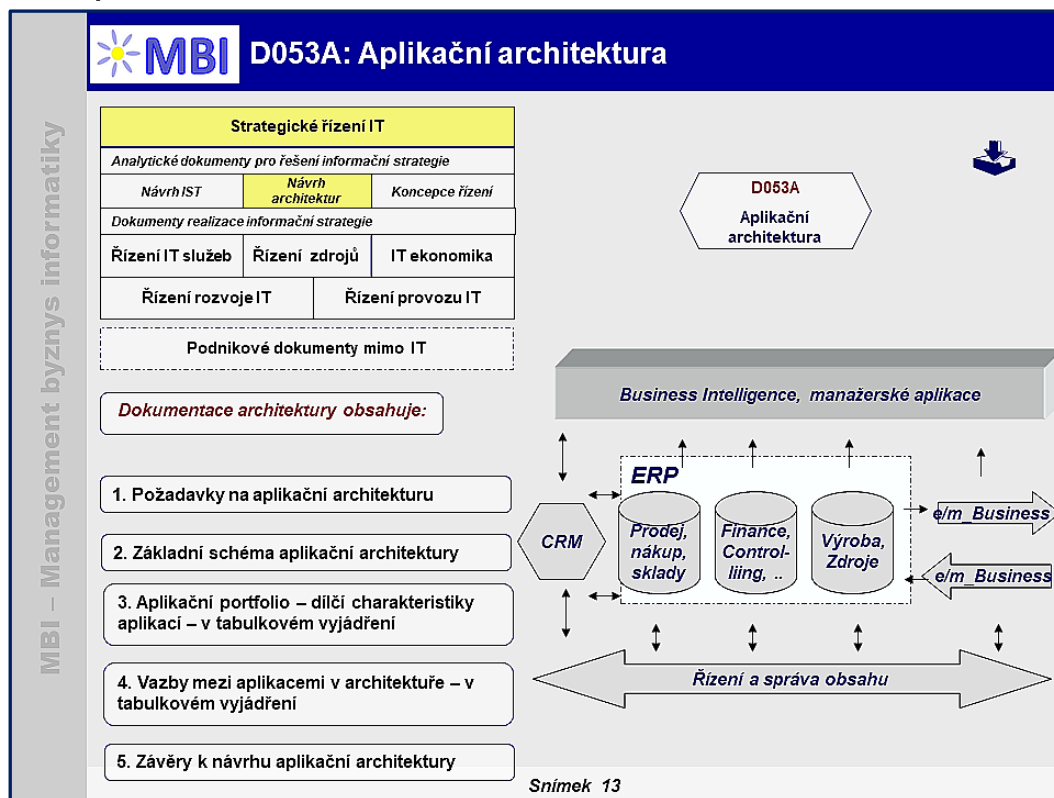 MBI – Management byznys informatiky
MBI
D053A: Aplikační architektura
Strategické řízení IT
Analytické dokumenty pro řešení informační strategie
Návrh IST
Návrh
architektur
Koncepce řízení
Dokumenty realizace informační strategie
Řízení IT služeb
Řízení zdrojů
IT ekonomika
Řízení rozvoje IT
Řízení provozu IT
Podnikové dokumenty mimo IT
Dokumentace architektury obsahuje:
1. Požadavky na aplikační architekturu
2. Základní schéma aplikační architektury
3. Aplikační portfolio – dílčí charakteristiky
aplikací – v tabulkovém vyjádření
4. Vazby mezi aplikacemi v architektuře – v
tabulkovém vyjádření
5. Závěry k návrhu aplikační architektury
D053A
Aplikační
architektura
Business Intelligence, manažerské aplikace
ERP
CRM
Prodej,
nákup,
sklady
Finance,
Control-
liing, ..
Výroba,
Zdroje
e/m_Business
e/m_Business
Řízení a správa obsahu
Snímek 13